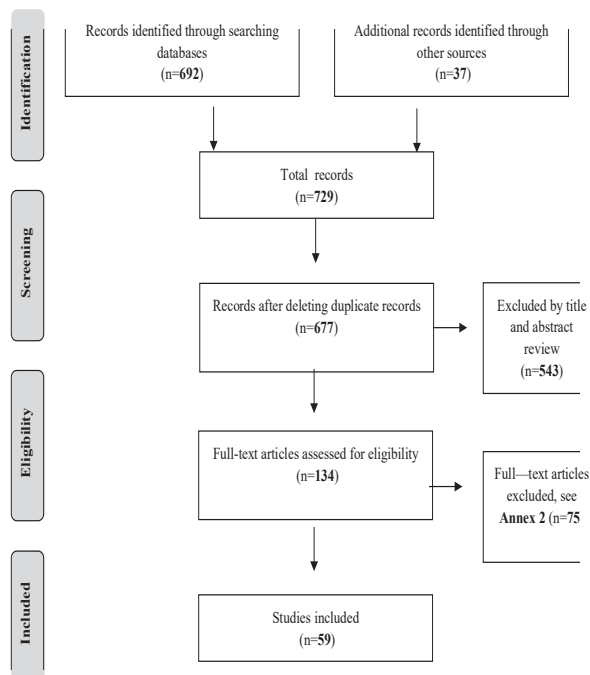 Identification
Records identified through searching
databases
(n=692)
Additional records identified through
other sources
(n=37)
Total records
(n=729)
Screening
Records after deleting duplicate records
(n=677)
Excluded by title
and abstract
review
(n=543)
Eligibility
Full-text articles assessed for eligibility
(n=134)
Full—text articles
excluded, see
Annex 2 (n=75
Included
Studies included
(n=59)